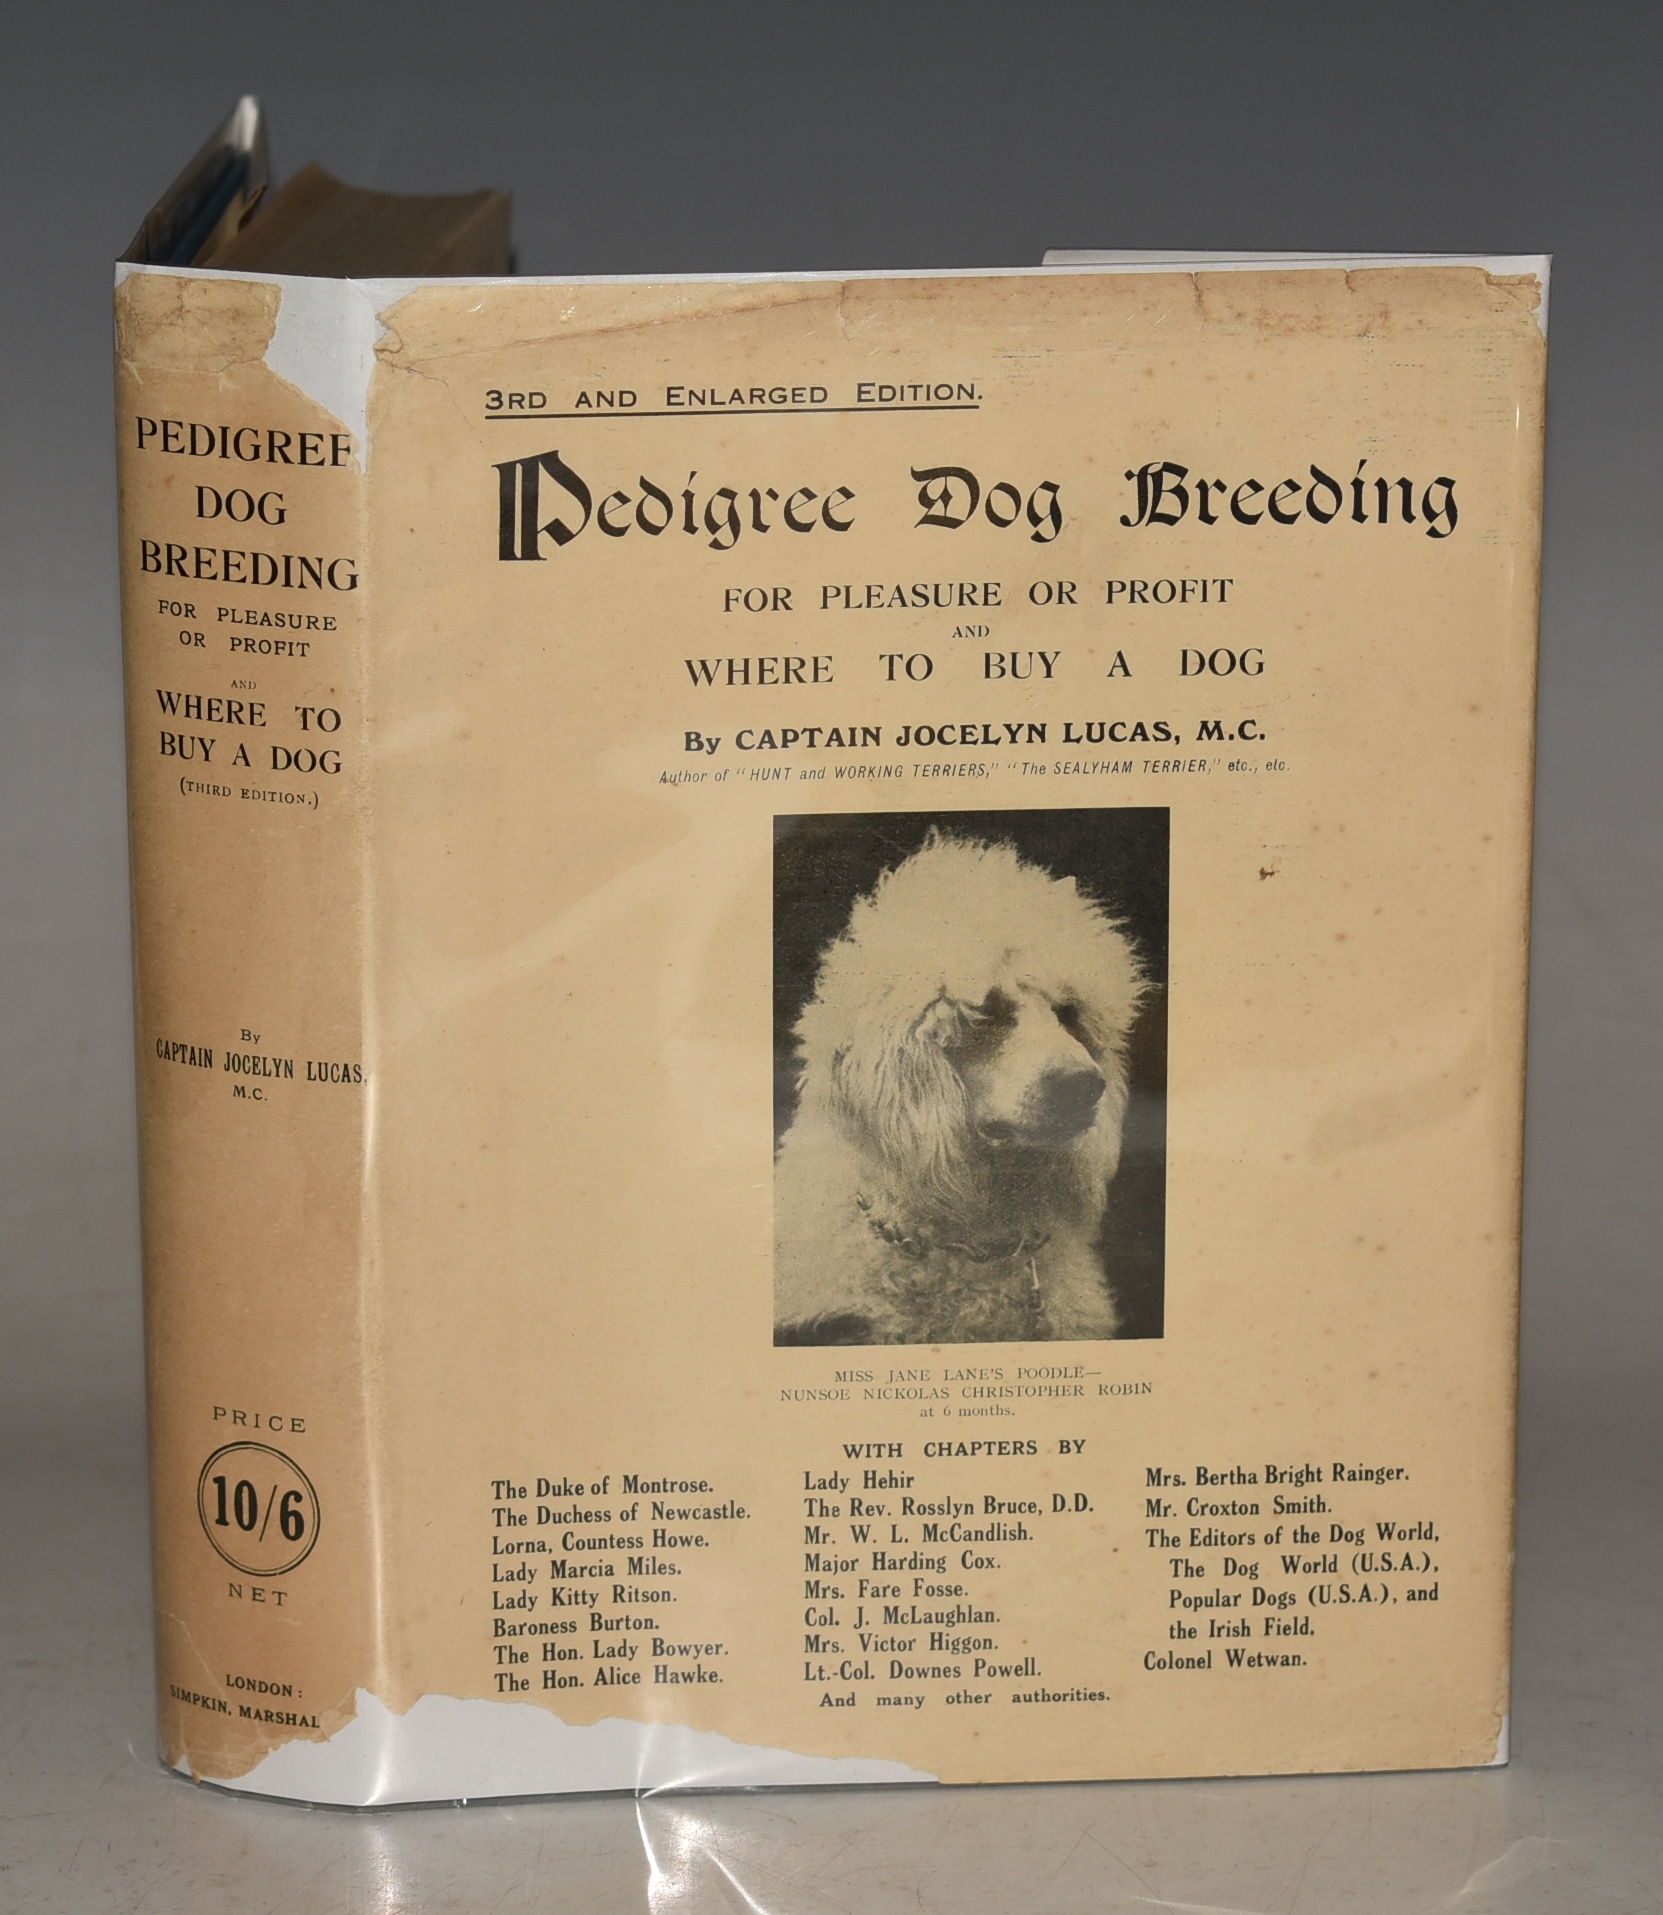 PEDIGREE
DOG
BREEDING
FOR PLEASURE
OR PROFIT
AND
WHERE TO
BUY A DOG
(THIRD EDITION.)
By
CAPTAIN JOCELYN LUCAS,
M.C.
PRICE
10/6
NET
LONDON:
SIMPKIN, MARSHAL
3RD AND ENLARGED EDITION.
Pedigree Dog Breeding
FOR PLEASURE OR PROFIT
AND
WHERE TO BUY A DOG
By CAPTAIN JOCELYN LUCAS, M.C.
Author of "HUNT and WORKING TERRIERS," "The SEALYHAM TERRIER," etc., etc.
MISS JANE LANE'S POODLE—
NUNSOE NICKOLAS CHRISTOPHER ROBIN
at 6 months.
WITH CHAPTERS BY
The Duke of Montrose.
The Duchess of Newcastle.
Lorna, Countess Howe.
Lady Marcia Miles.
Lady Kitty Ritson.
Baroness Burton.
The Hon. Lady Bowyer.
The Hon. Alice Hawke.
Lady Hehir
The Rev. Rosslyn Bruce, D.D.
Mr. W. L. McCandlish.
Major Harding Cox.
Mrs. Fare Fosse.
Col. J. McLaughlan.
Mrs. Victor Higgon.
Lt.-Col. Downes Powell.
And many other authorities.
Mrs. Bertha Bright Rainger.
Mr. Croxton Smith.
The Editors of the Dog World,
The Dog World (U.S.A.),
Popular Dogs (U.S.A.), and
the Irish Field.
Colonel Wetwan.